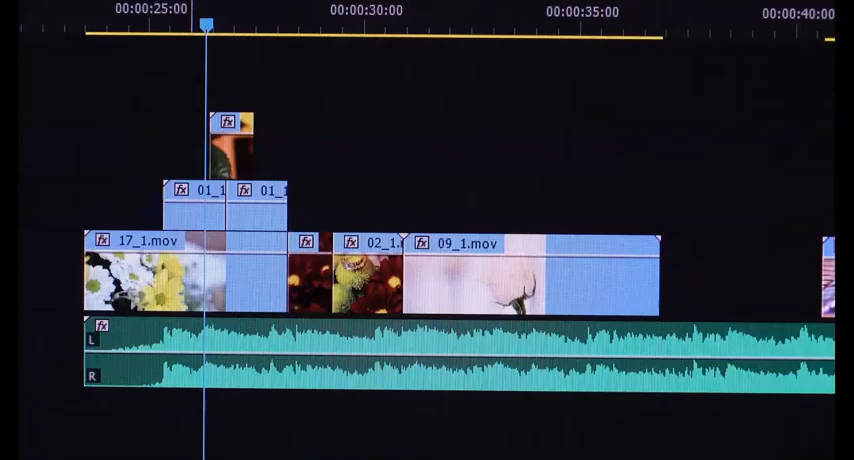 00:00:25:00 00:00:30:00 00:00:35:00 00:00:40:00
fx
fx 01_1 fx 01_1
fx 17_1.mov fx fx 02_1. fx 09_1.mov
fx
L
R